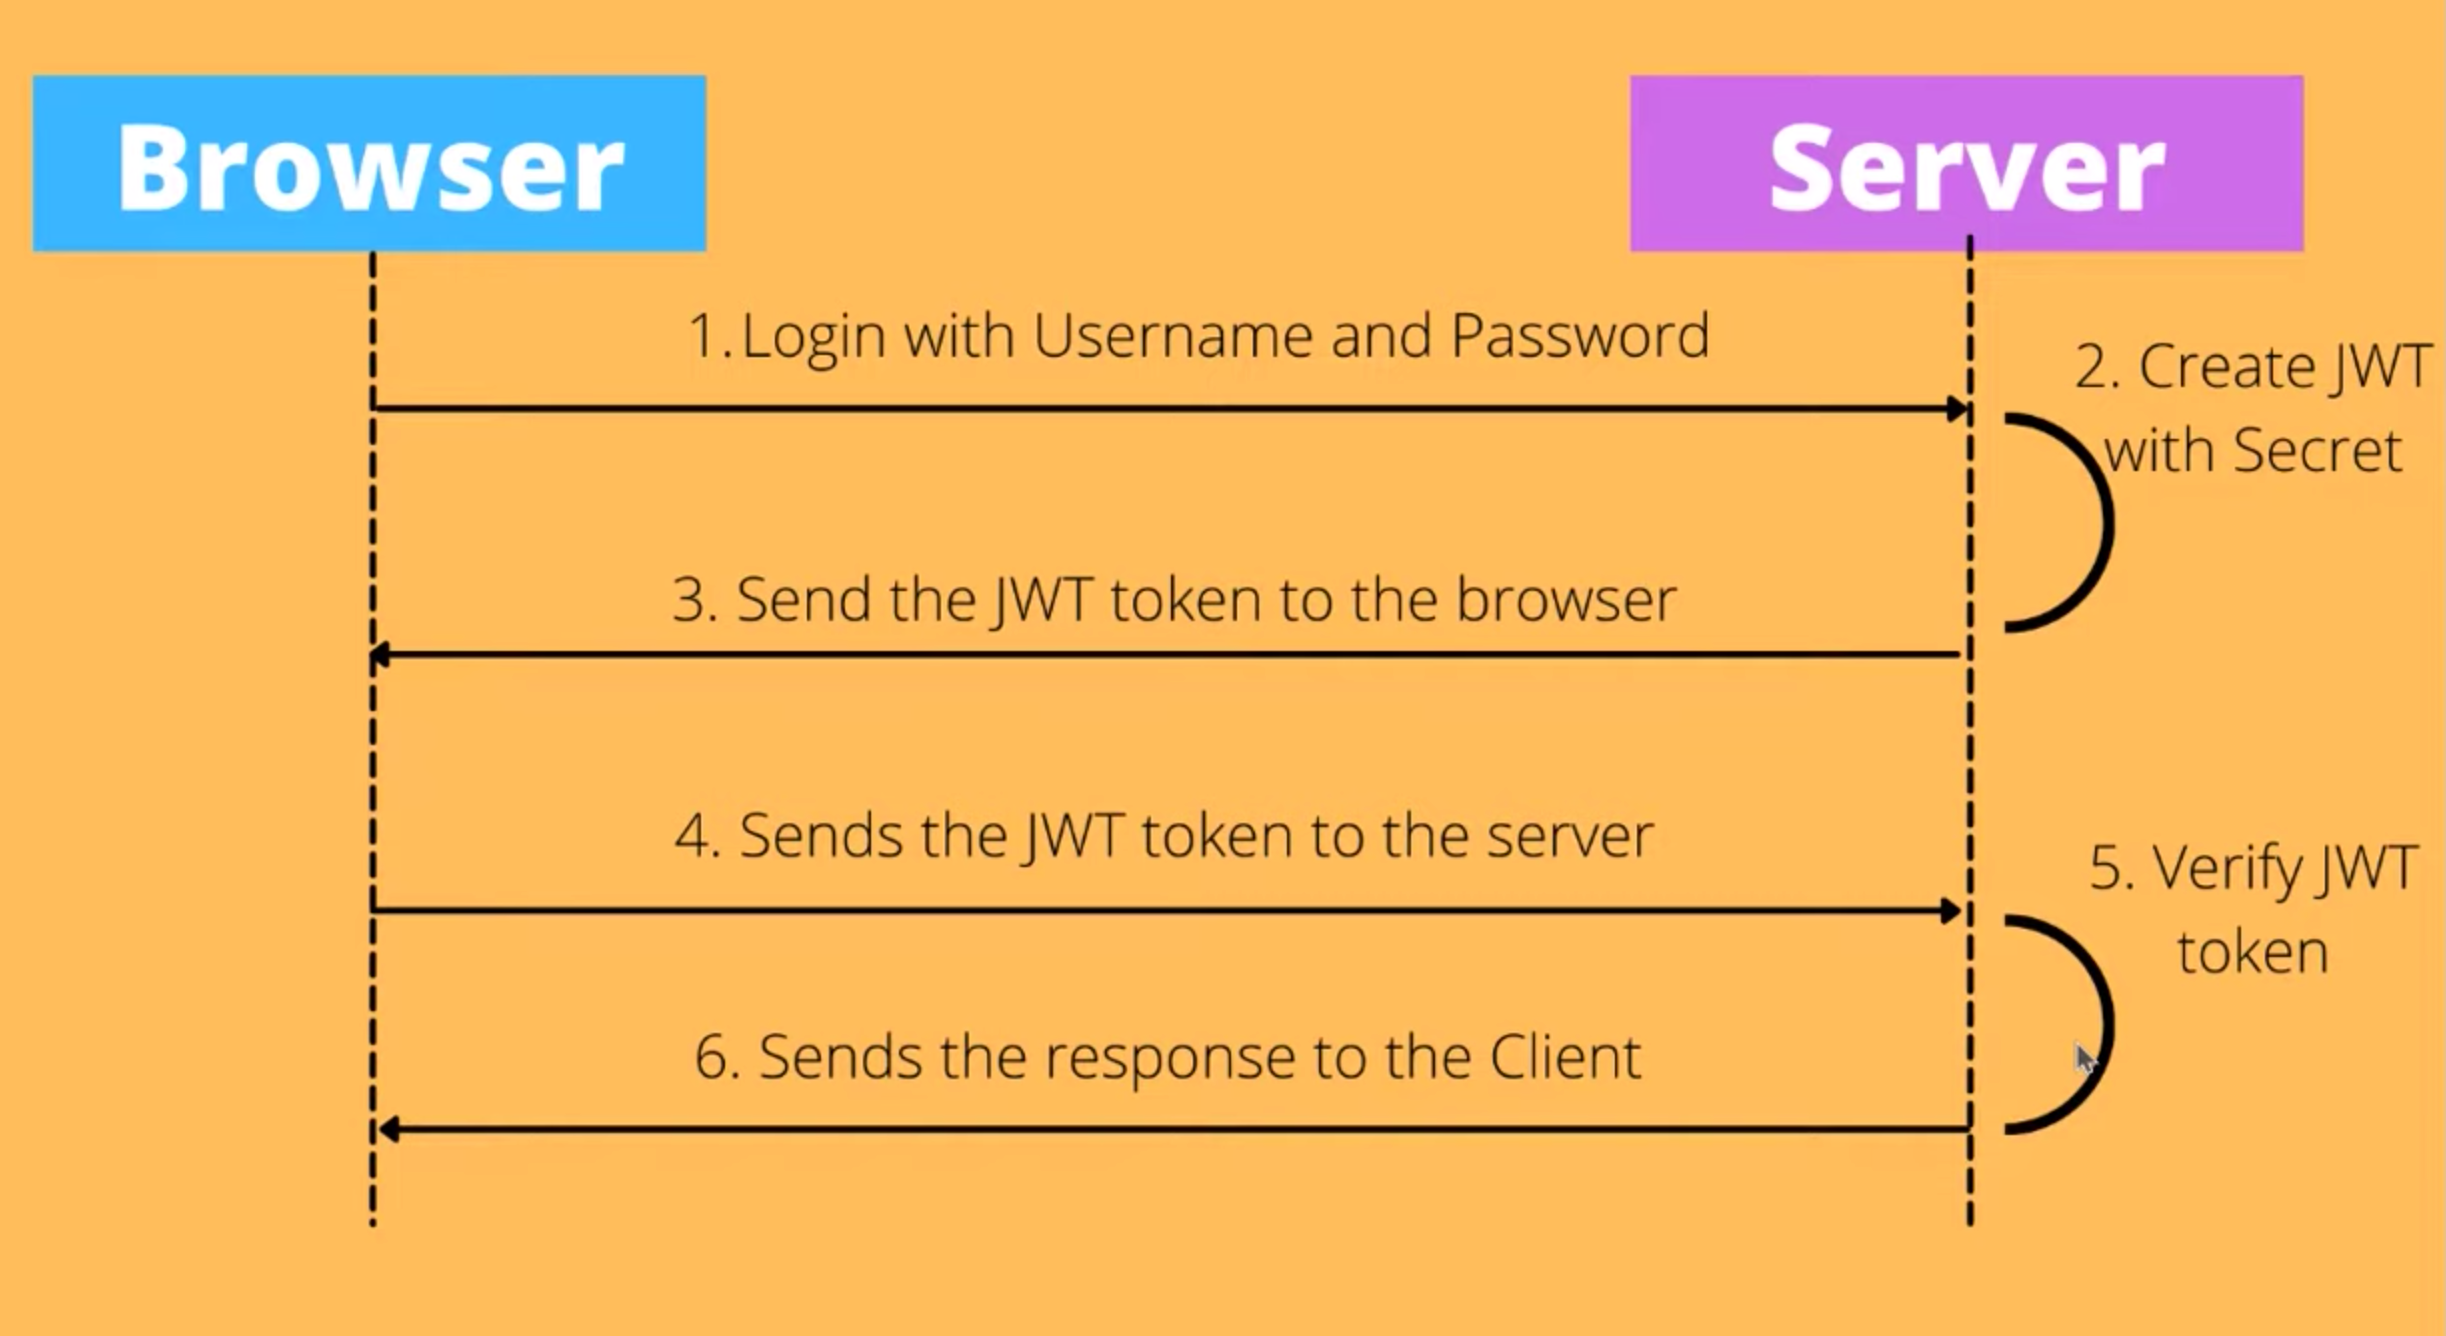 Browser
Server
1.Login with Username and Password
2. Create JWT
with Secret
3. Send the JWT token to the browser
4. Sends the JWT token to the server
5. Verify JWT
token
6. Sends the response to the Client